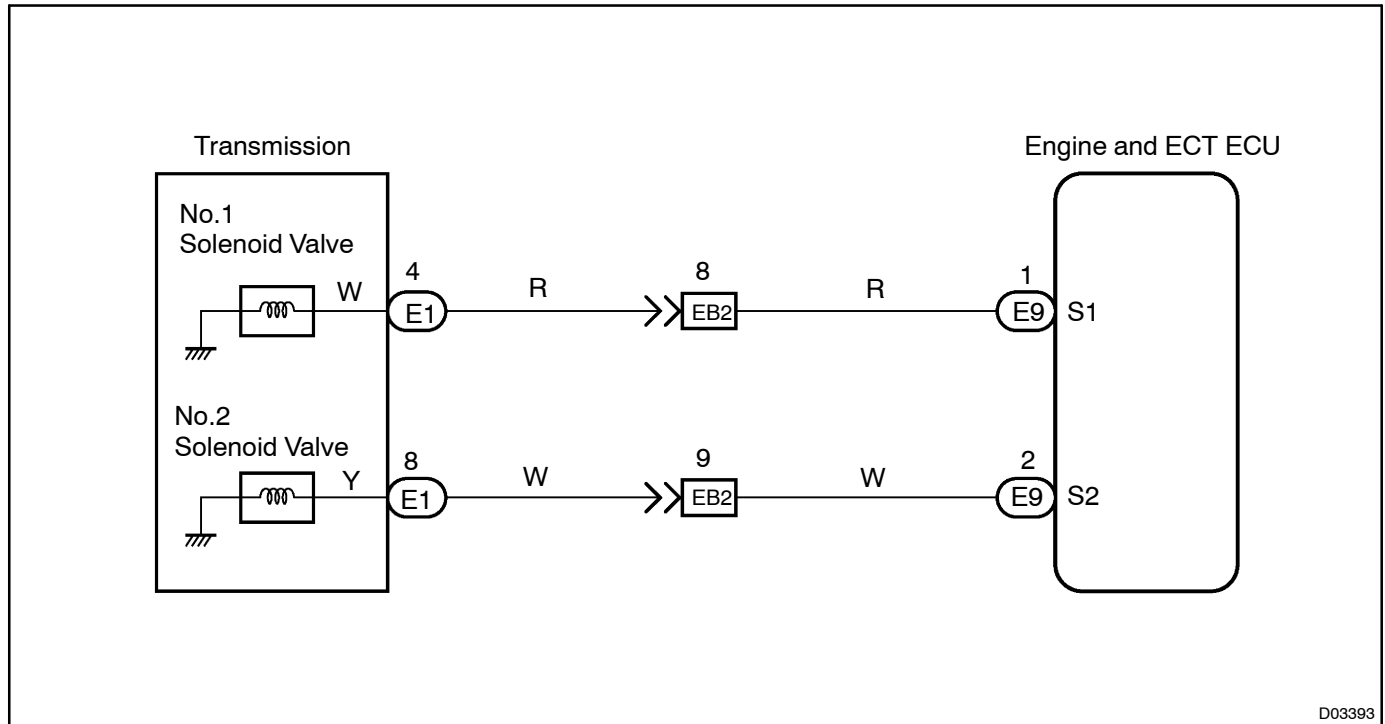 Transmission
Engine and ECT ECU
No.1
Solenoid Valve
W
4
E1
R
8
EB2
R
1
E9
S1
No.2
Solenoid Valve
Y
8
E1
W
9
EB2
W
2
E9
S2
D03393